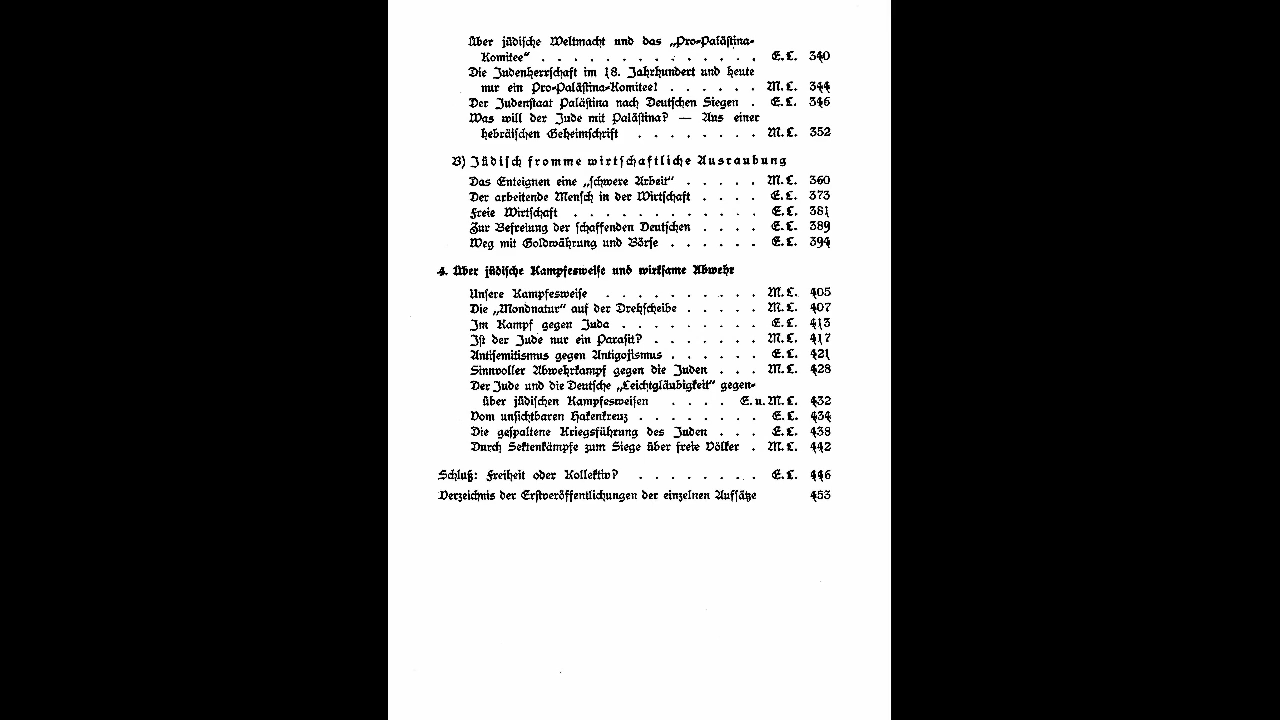 Über jüdische Weltmacht und das „Pro-Palästina-
Komitee“ . . . . . . . . . . . . . . E.L. 340
Die Judenherrschaft im 18. Jahrhundert und heute
nur ein Pro-Palästina-Komitee! . . . . . . M.L. 344
Der Judenstaat Palästina nach Deutschen Siegen . E.L. 346
Was will der Jude mit Palästina? — Aus einer
hebräischen Geheimschrift . . . . . . . . M.L. 352
B) Jüdisch fromme wirtschaftliche Ausraubung
Das Enteignen eine „schwere Arbeit“ . . . . . M.L. 360
Der arbeitende Mensch in der Wirtschaft . . . . E.L. 373
Freie Wirtschaft . . . . . . . . . . . . E.L. 381
Zur Befreiung der schaffenden Deutschen . . . . E.L. 389
Weg mit Goldwährung und Börse . . . . . . E.L. 394
4. Über jüdische Kampfesweise und wirksame Abwehr
Unsere Kampfesweise . . . . . . . . . . M.L. 405
Die „Mondnatur“ auf der Drehscheibe . . . . . M.L. 407
Im Kampf gegen Juda . . . . . . . . . E.L. 413
Ist der Jude nur ein Parasit? . . . . . . . M.L. 417
Antisemitismus gegen Antigojismus . . . . . . E.L. 421
Sinnvoller Abwehrkampf gegen die Juden . . . M.L. 428
Der Jude und die Deutsche „Leichtgläubigkeit“ gegen-
über jüdischen Kampfesweisen . . . . E.u.M.L. 432
Vom unsichtbaren Hakenkreuz . . . . . . . . E.L. 434
Die gespaltene Kriegsführung des Juden . . . E.L. 438
Durch Sektenkämpfe zum Siege über freie Völker . M.L. 442
Schluß: Freiheit oder Kollektiv? . . . . . . . . E.L. 446
Verzeichnis der Erstveröffentlichungen der einzelnen Aufsätze 453